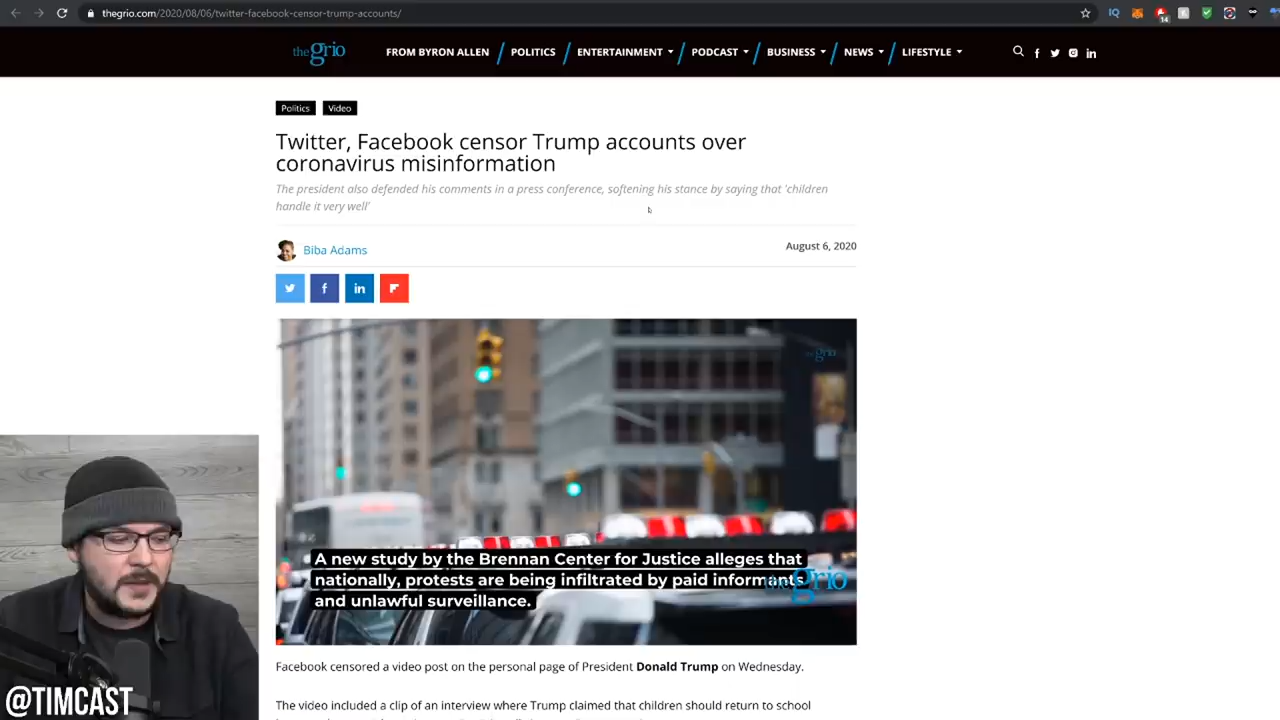 thegrio.com/2020/08/06/twitter-facebook-censor-trump-accounts/
IQ
14
thegrio
FROM BYRON ALLEN / POLITICS / ENTERTAINMENT / PODCAST / BUSINESS / NEWS / LIFESTYLE
Politics Video
Twitter, Facebook censor Trump accounts over
coronavirus misinformation
The president also defended his comments in a press conference, softening his stance by saying that 'children
handle it very well'
Biba Adams
August 6, 2020
thegrio
A new study by the Brennan Center for Justice alleges that
nationally, protests are being infiltrated by paid informants
and unlawful surveillance.
thegrio
Facebook censored a video post on the personal page of President Donald Trump on Wednesday.
The video included a clip of an interview where Trump claimed that children should return to school
@TIMCAST